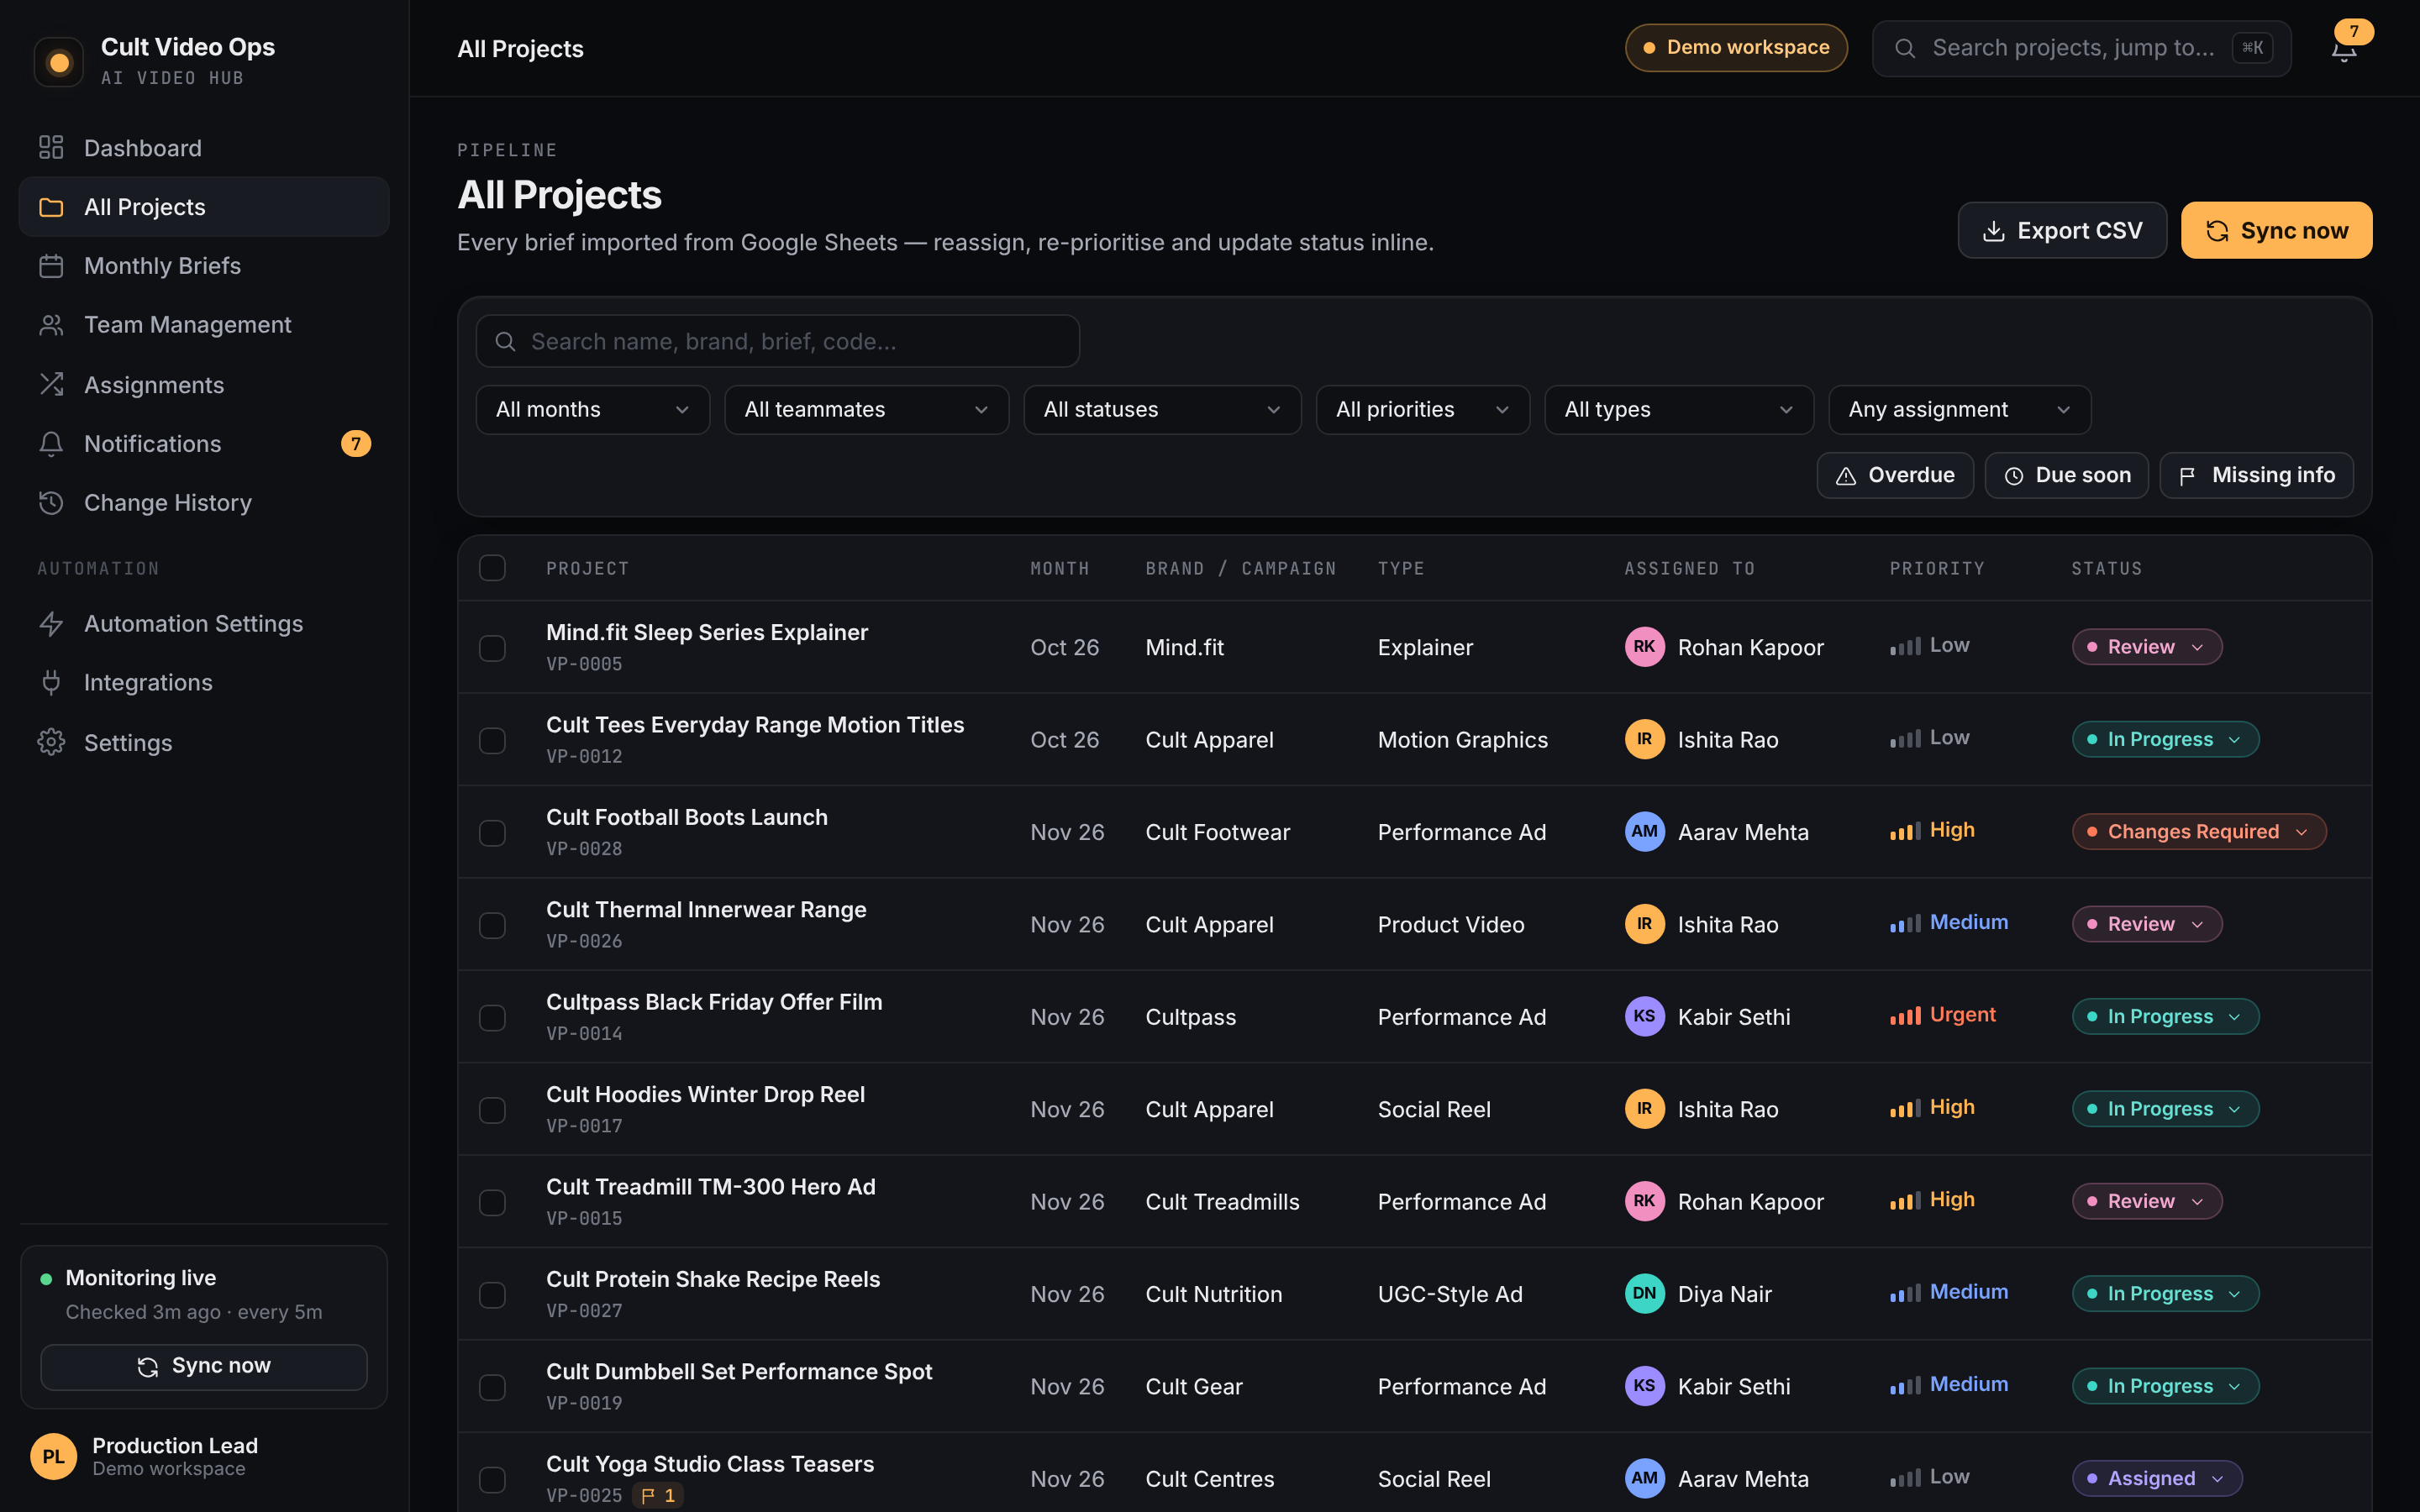 Cult Video Ops
AI VIDEO HUB
Dashboard
All Projects
Monthly Briefs
Team Management
Assignments
Notifications 7
Change History
AUTOMATION
Automation Settings
Integrations
Settings
Monitoring live
Checked 3m ago · every 5m
Sync now
PL Production Lead
Demo workspace
All Projects
Demo workspace
Search projects, jump to... ⌘K
7
PIPELINE
All Projects
Every brief imported from Google Sheets — reassign, re-prioritise and update status inline.
Export CSV
Sync now
Search name, brand, brief, code...
All months All teammates All statuses All priorities All types Any assignment
Overdue Due soon Missing info
PROJECT MONTH BRAND / CAMPAIGN TYPE ASSIGNED TO PRIORITY STATUS
Mind.fit Sleep Series Explainer
VP-0005
Oct 26 Mind.fit Explainer RK Rohan Kapoor Low Review
Cult Tees Everyday Range Motion Titles
VP-0012
Oct 26 Cult Apparel Motion Graphics IR Ishita Rao Low In Progress
Cult Football Boots Launch
VP-0028
Nov 26 Cult Footwear Performance Ad AM Aarav Mehta High Changes Required
Cult Thermal Innerwear Range
VP-0026
Nov 26 Cult Apparel Product Video IR Ishita Rao Medium Review
Cultpass Black Friday Offer Film
VP-0014
Nov 26 Cultpass Performance Ad KS Kabir Sethi Urgent In Progress
Cult Hoodies Winter Drop Reel
VP-0017
Nov 26 Cult Apparel Social Reel IR Ishita Rao High In Progress
Cult Treadmill TM-300 Hero Ad
VP-0015
Nov 26 Cult Treadmills Performance Ad RK Rohan Kapoor High Review
Cult Protein Shake Recipe Reels
VP-0027
Nov 26 Cult Nutrition UGC-Style Ad DN Diya Nair Medium In Progress
Cult Dumbbell Set Performance Spot
VP-0019
Nov 26 Cult Gear Performance Ad KS Kabir Sethi Medium In Progress
Cult Yoga Studio Class Teasers
VP-0025 1
Nov 26 Cult Centres Social Reel AM Aarav Mehta Low Assigned